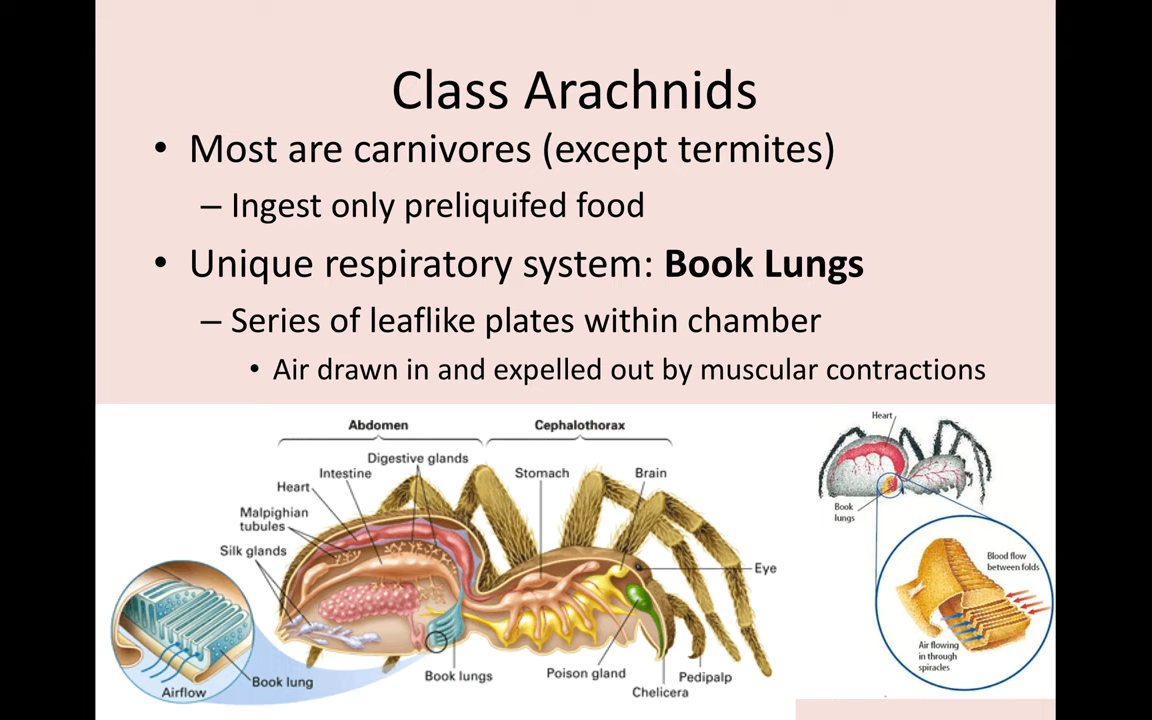 Class Arachnids
• Most are carnivores (except termites)
– Ingest only preliquifed food
• Unique respiratory system: Book Lungs
– Series of leaflike plates within chamber
• Air drawn in and expelled out by muscular contractions
Abdomen
Cephalothorax
Digestive glands
Intestine
Stomach
Brain
Heart
Malpighian
tubules
Silk glands
Eye
Book lungs
Poison gland
Pedipalp
Chelicera
Book lung
Airflow
Heart
Book
lungs
Blood flow
between folds
Air flowing
in through
spiracles